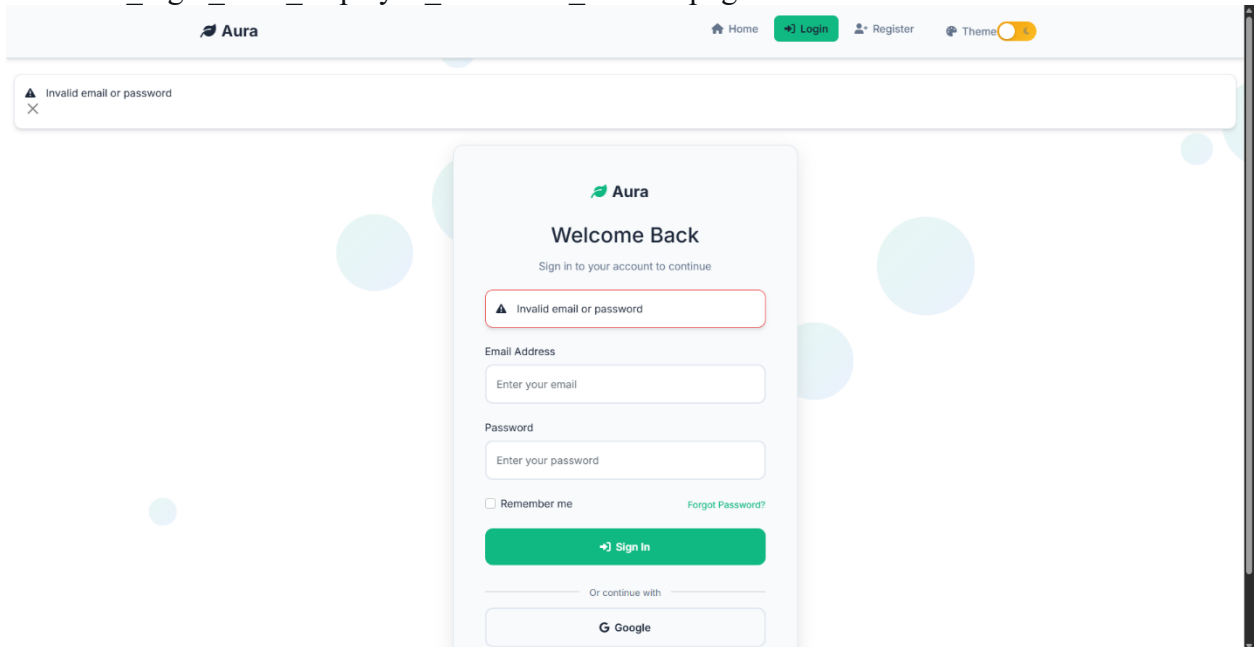 Aura Home Login Register Theme
Invalid email or password
Aura
Welcome Back
Sign in to your account to continue
Invalid email or password
Email Address
Enter your email
Password
Enter your password
Remember me Forgot Password?
Sign In
Or continue with
G Google